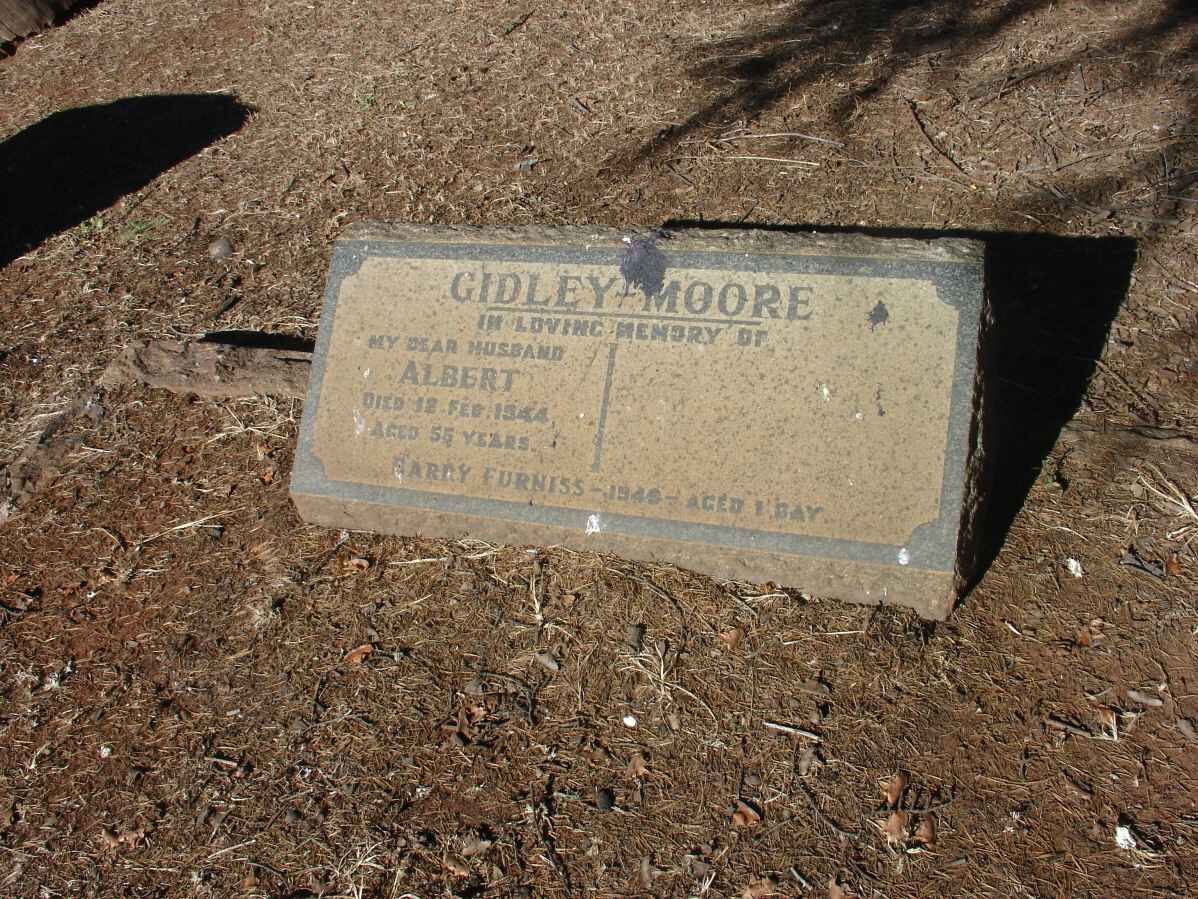 GIDLEY-MOORE
IN LOVING MEMORY OF
MY DEAR HUSBAND
ALBERT
DIED 12 FEB. 1944
AGED 55 YEARS.
FURNISS – 1946 – AGED 1 DAY